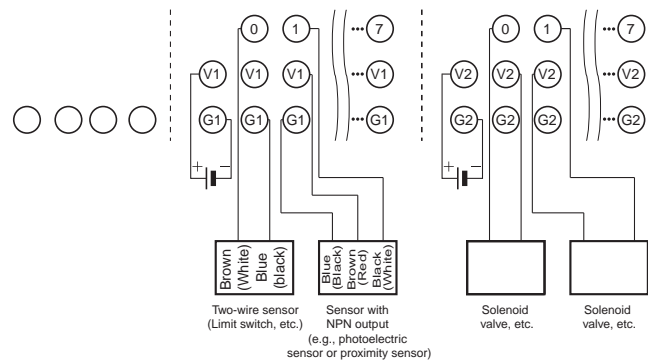 0 1 ••• 7 0 1 ••• 7
V1 V1 V1 ••• V1 V2 V2 V2 ••• V2
G1 G1 G1 ••• G1 G2 G2 G2 ••• G2
+ − + −
Brown
(White)
Blue
(black)
Blue
(Black)
Brown
(Red)
Black
(White)
Two-wire sensor
(Limit switch, etc.)
Sensor with
NPN output
(e.g., photoelectric
sensor or proximity sensor)
Solenoid
valve, etc.
Solenoid
valve, etc.